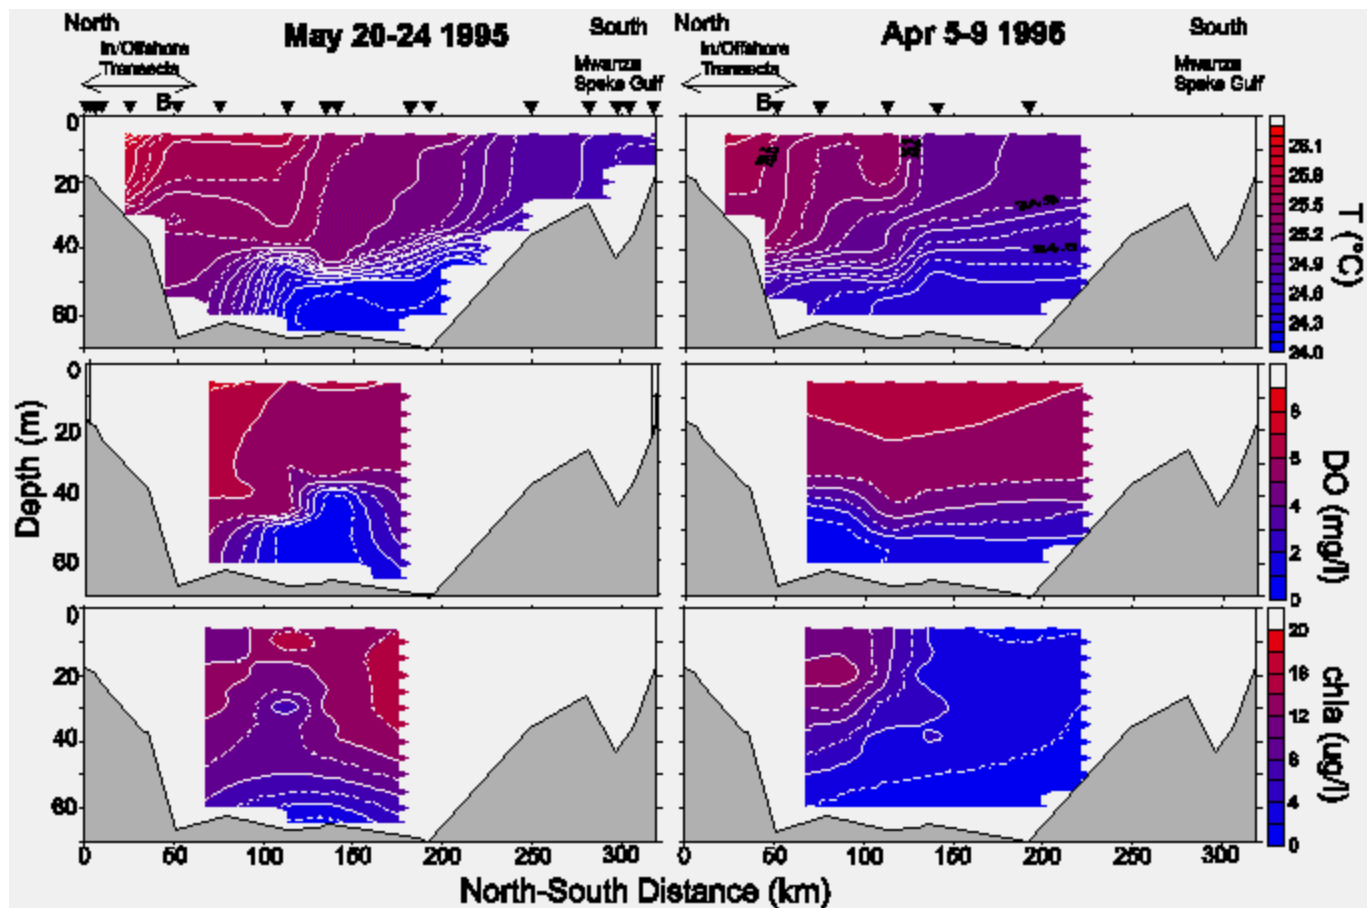 North
May 20-24 1995
South
In/Offshore
Transects
Mwanza
Speke Gulf
B
North
Apr 5-9 1996
South
In/Offshore
Transects
Mwanza
Speke Gulf
B
0
20
40
60
26.1
25.8
25.5
25.2
24.9
24.6
24.3
24.0
T (°C)
0
20
40
60
8
6
4
2
0
DO (mg/l)
Depth (m)
0
20
40
60
20
16
12
8
4
0
chla (ug/l)
0 50 100 150 200 250 300
0 50 100 150 200 250 300
North-South Distance (km)